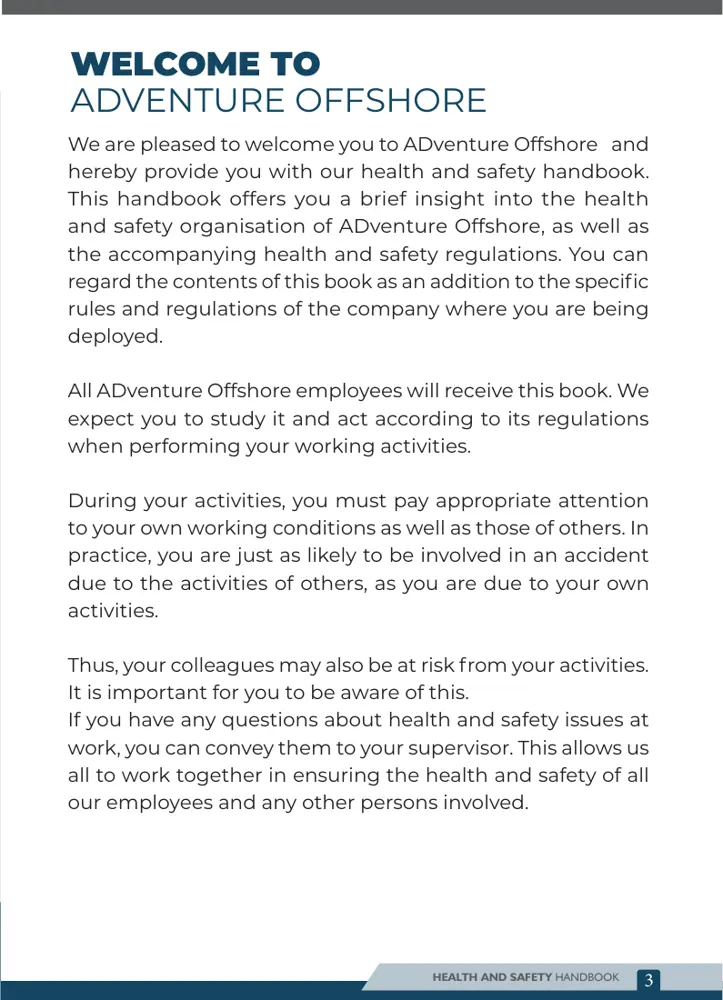 WELCOME TO
ADVENTURE OFFSHORE
We are pleased to welcome you to ADventure Offshore and
hereby provide you with our health and safety handbook.
This handbook offers you a brief insight into the health
and safety organisation of ADventure Offshore, as well as
the accompanying health and safety regulations. You can
regard the contents of this book as an addition to the specific
rules and regulations of the company where you are being
deployed.
All ADventure Offshore employees will receive this book. We
expect you to study it and act according to its regulations
when performing your working activities.
During your activities, you must pay appropriate attention
to your own working conditions as well as those of others. In
practice, you are just as likely to be involved in an accident
due to the activities of others, as you are due to your own
activities.
Thus, your colleagues may also be at risk from your activities.
It is important for you to be aware of this.
If you have any questions about health and safety issues at
work, you can convey them to your supervisor. This allows us
all to work together in ensuring the health and safety of all
our employees and any other persons involved.
HEALTH AND SAFETY HANDBOOK 3